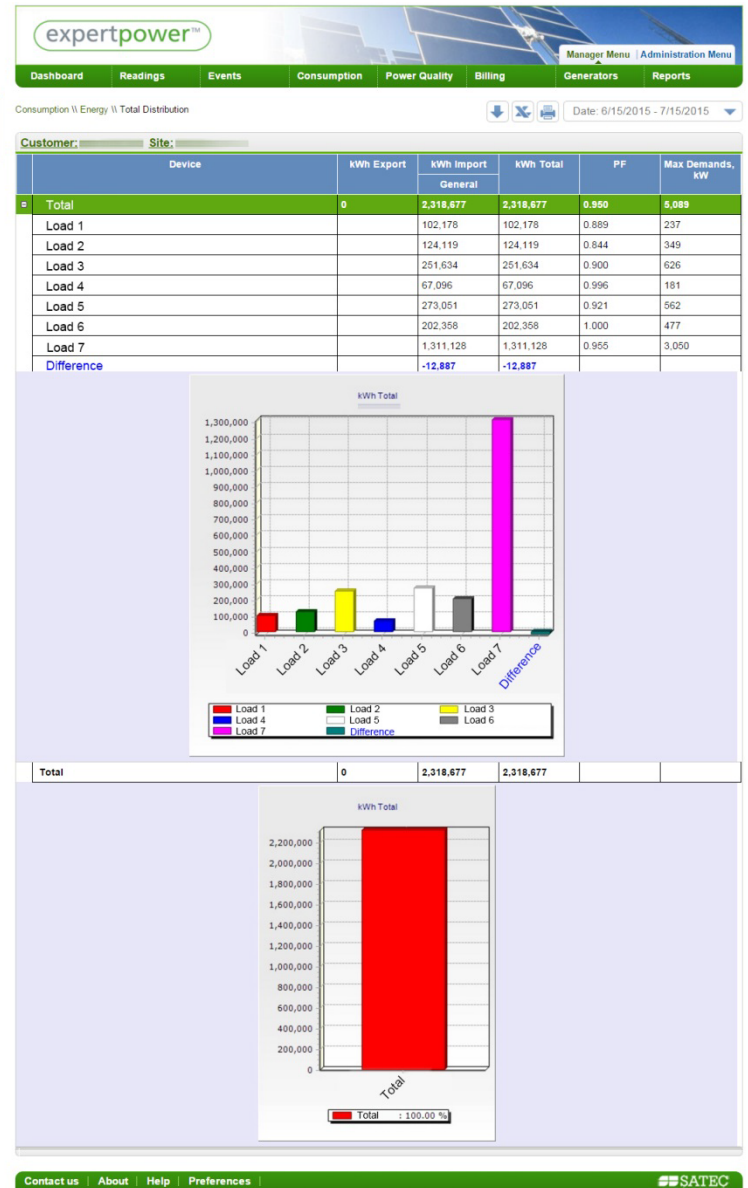 expertpower™
Manager Menu | Administration Menu
Dashboard Readings Events Consumption Power Quality Billing Generators Reports
Consumption \\ Energy \\ Total Distribution
Date: 6/15/2015 - 7/15/2015
Customer: Site:
Device kWh Export kWh Import kWh Total PF Max Demands, kW
General
Total 0 2,318,677 2,318,677 0.950 5,089
Load 1 102,178 102,178 0.889 237
Load 2 124,119 124,119 0.844 349
Load 3 251,634 251,634 0.900 626
Load 4 67,096 67,096 0.996 181
Load 5 273,051 273,051 0.921 562
Load 6 202,358 202,358 1.000 477
Load 7 1,311,128 1,311,128 0.955 3,050
Difference -12,887 -12,887
kWh Total
1,300,000
1,200,000
1,100,000
1,000,000
900,000
800,000
700,000
600,000
500,000
400,000
300,000
200,000
100,000
0
Load 1 Load 2 Load 3 Load 4 Load 5 Load 6 Load 7 Difference
Load 1 Load 2 Load 3
Load 4 Load 5 Load 6
Load 7 Difference
Total 0 2,318,677 2,318,677
kWh Total
2,200,000
2,000,000
1,800,000
1,600,000
1,400,000
1,200,000
1,000,000
800,000
600,000
400,000
200,000
0
Total
Total : 100.00 %
Contact us | About | Help | Preferences |
SATEC